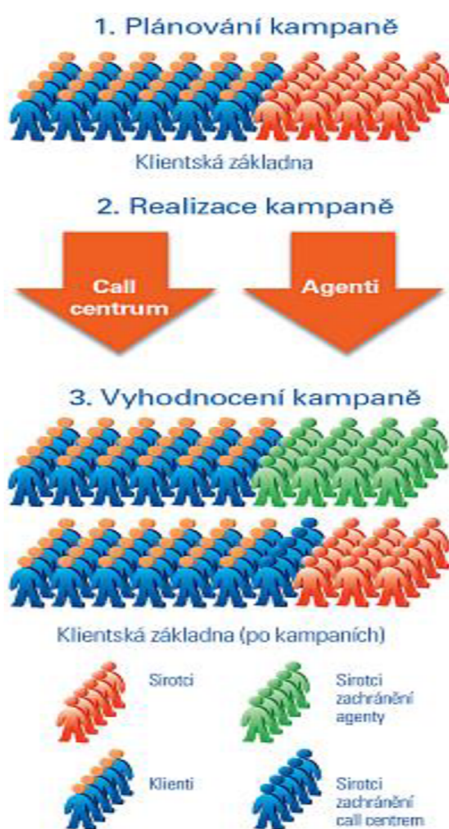 1. Plánování kampaně
Klientská základna
2. Realizace kampaně
Call
centrum
Agenti
3. Vyhodnocení kampaně
Klientská základna (po kampaních)
Sirotci
Sirotci
zachránění
agenty
Klienti
Sirotci
zachránění
call centrem